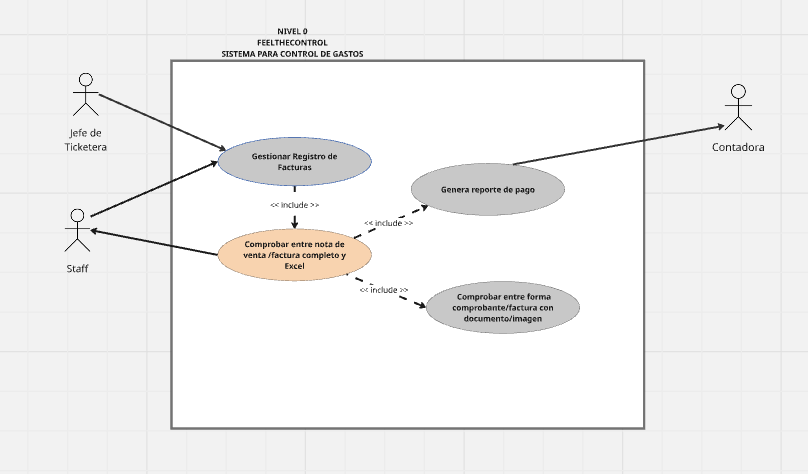 NIVEL 0
FEELTHECONTROL
SISTEMA PARA CONTROL DE GASTOS
Jefe de
Ticketera
Contadora
Gestionar Registro de
Facturas
Genera reporte de pago
<< include >>
<< include >>
Staff
Comprobar entre nota de
venta /factura completo y
Excel
<< include >>
Comprobar entre forma
comprobante/factura con
documento/imagen